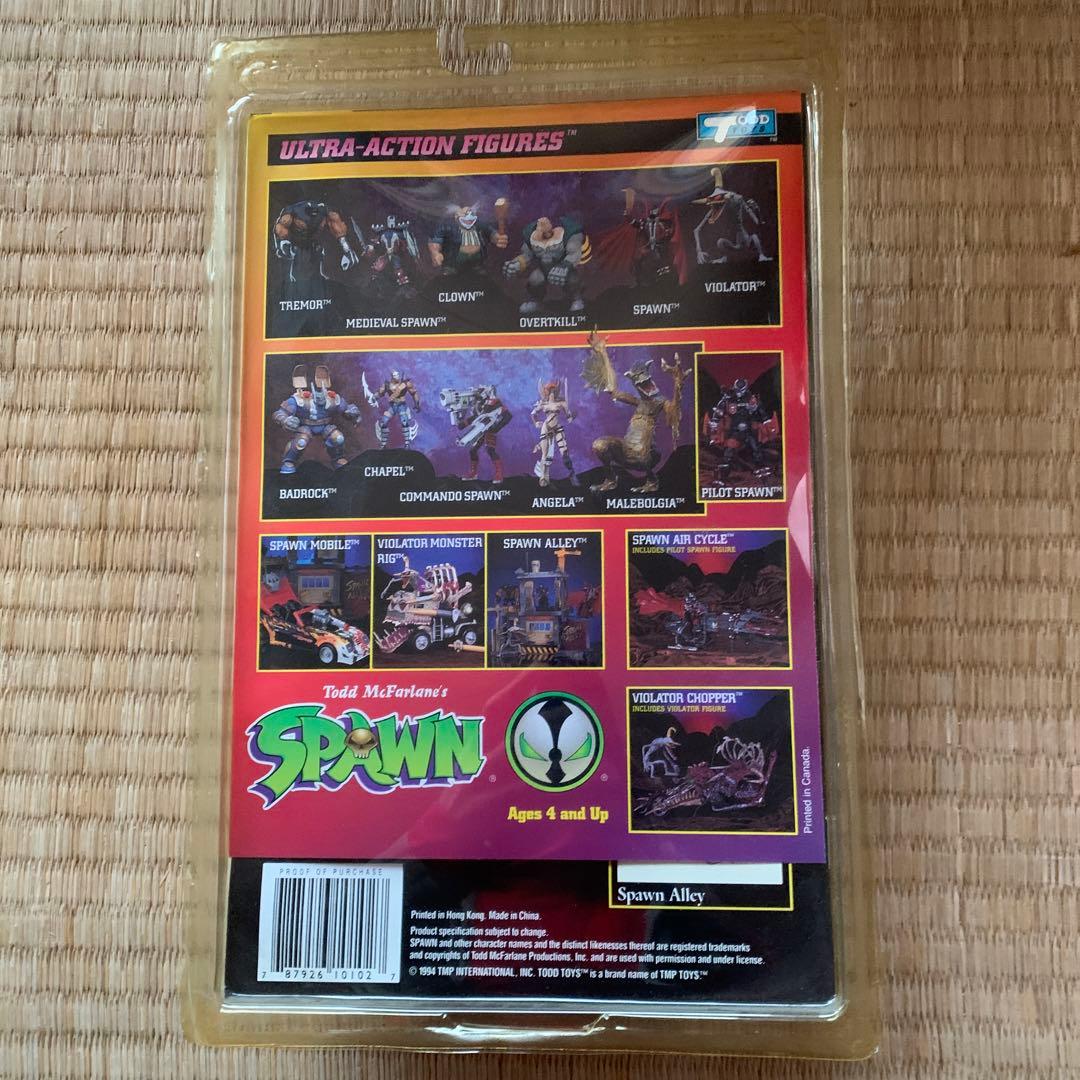 ULTRA-ACTION FIGURES™
TODD
TOYS
TM
TREMOR™
MEDIEVAL SPAWN™
CLOWN™
OVERTKILL™
SPAWN™
VIOLATOR™
BADROCK™
CHAPEL™
COMMANDO SPAWN™
ANGELA™
MALEBOLGIA™
PILOT SPAWN™
SPAWN MOBILE™
VIOLATOR MONSTER
RIG™
SPAWN ALLEY™
SPAWN AIR CYCLE™
INCLUDES PILOT SPAWN FIGURE
VIOLATOR CHOPPER™
INCLUDES VIOLATOR FIGURE
Todd McFarlane's
SPAWN®
®
Ages 4 and Up
Printed in Canada.
PROOF OF PURCHASE
7 87926 10102 7
Spawn Alley
Printed in Hong Kong. Made in China.
Product specification subject to change.
SPAWN and other character names and the distinct likenesses thereof are registered trademarks
and copyrights of Todd McFarlane Productions, Inc. and are used with permission and under license.
© 1994 TMP INTERNATIONAL, INC. TODD TOYS™ is a brand name of TMP TOYS.™